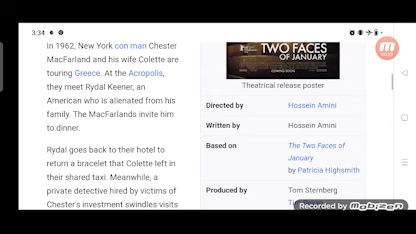 3:34
In 1962, New York con man Chester
MacFarland and his wife Colette are
touring Greece. At the Acropolis,
they meet Rydal Keener, an
American who is alienated from his
family. The MacFarlands invite him
to dinner.
Rydal goes back to their hotel to
return a bracelet that Colette left in
their shared taxi. Meanwhile, a
private detective hired by victims of
Chester's investment swindles visits
TWO FACES
OF JANUARY
COMING SOON
Theatrical release poster
Directed by Hossein Amini
Written by Hossein Amini
Based on The Two Faces of
January
by Patricia Highsmith
Produced by Tom Sternberg
Recorded by MOBIZEN